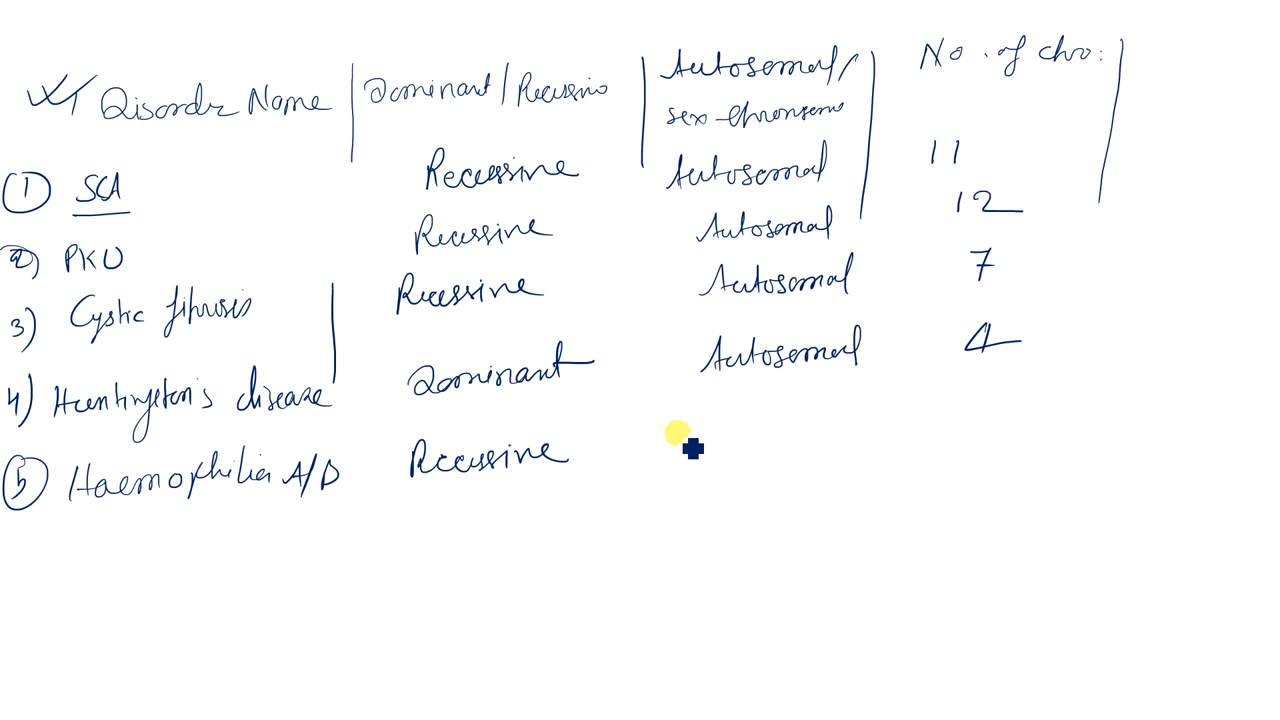 Disorder Name | Dominant / Recessive | Autosomal / sex chromosome | No. of chro:
1 SCA Recessive Autosomal 11
2) PKU Recessive Autosomal 12
3) Cystic fibrosis Recessive Autosomal 7
4) Huntington's disease Dominant Autosomal 4
5 Haemophilia A/B Recessive